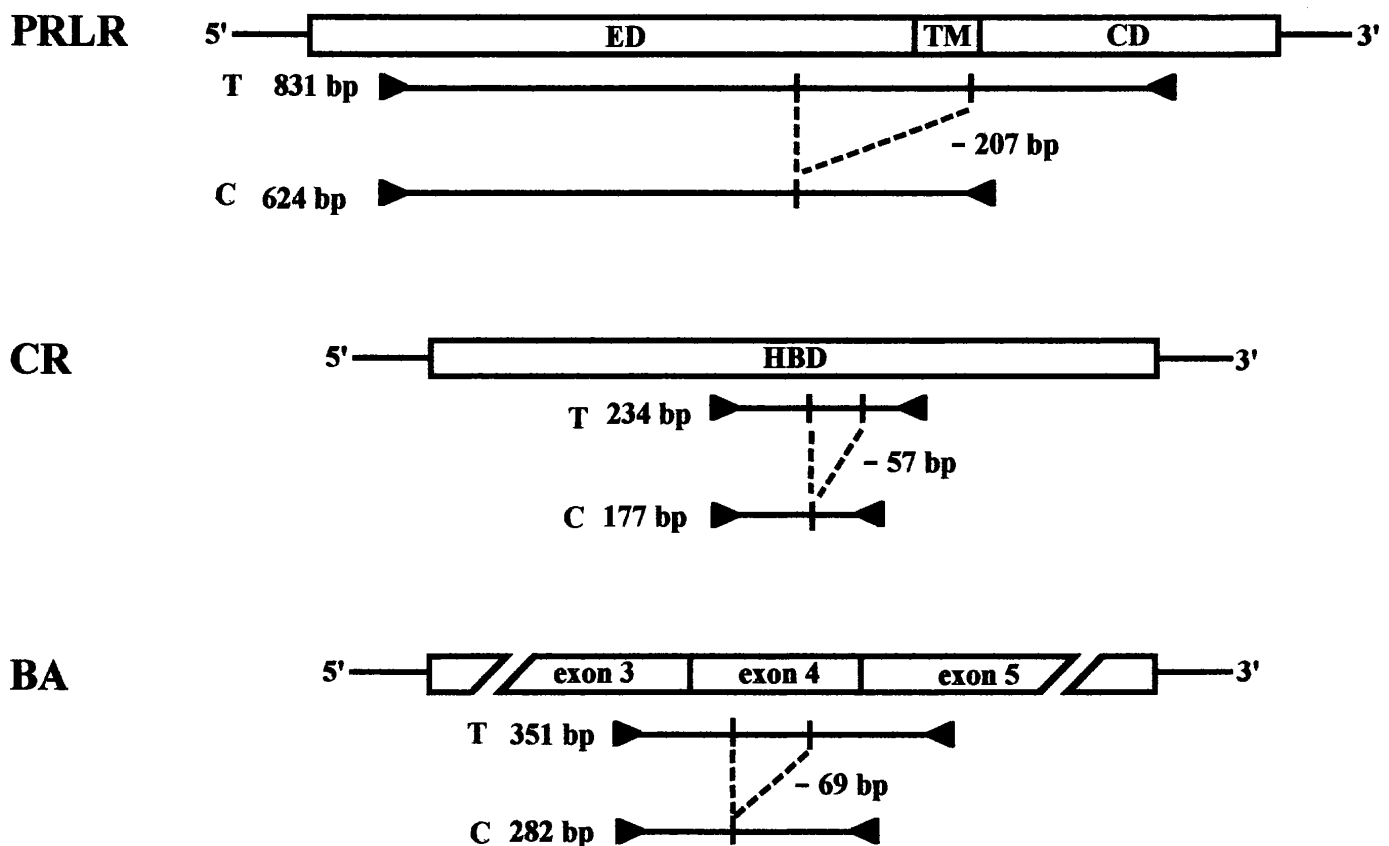 PRLR 5' ED TM CD 3'
T 831 bp
- 207 bp
C 624 bp
CR 5' HBD 3'
T 234 bp
- 57 bp
C 177 bp
BA 5' exon 3 exon 4 exon 5 3'
T 351 bp
- 69 bp
C 282 bp